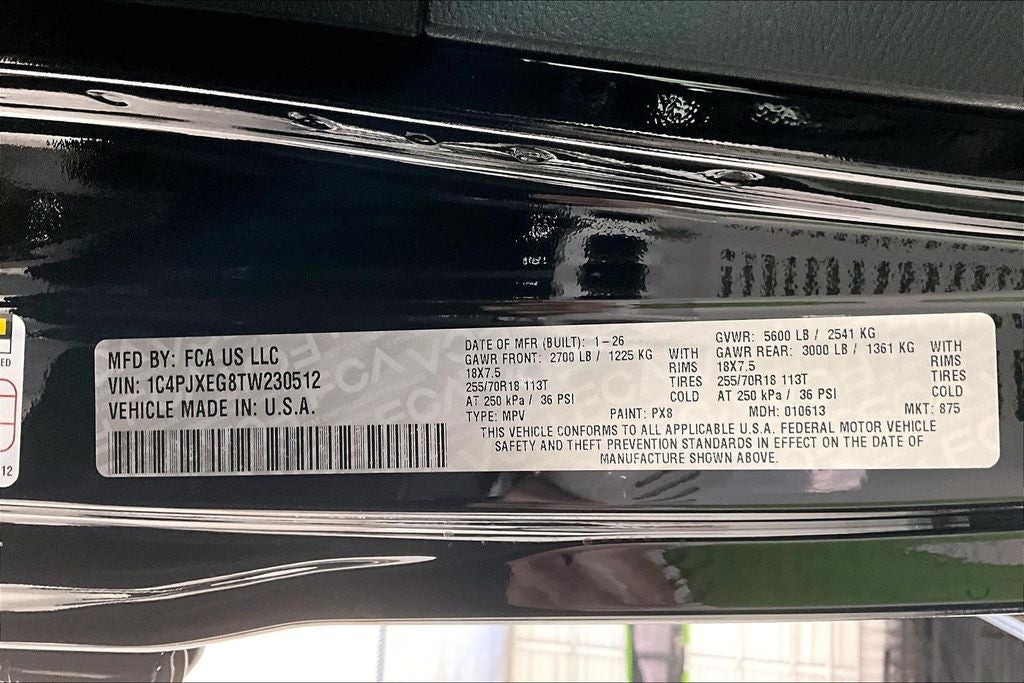 MFD BY: FCA US LLC
VIN: 1C4PJXEG8TW230512
VEHICLE MADE IN: U.S.A.
DATE OF MFR (BUILT): 1-26
GAWR FRONT: 2700 LB / 1225 KG WITH
18X7.5 RIMS
255/70R18 113T TIRES
AT 250 kPa / 36 PSI COLD
GVWR: 5600 LB / 2541 KG
GAWR REAR: 3000 LB / 1361 KG WITH
18X7.5 RIMS
255/70R18 113T TIRES
AT 250 kPa / 36 PSI COLD
TYPE: MPV PAINT: PX8 MDH: 010613 MKT: 875
THIS VEHICLE CONFORMS TO ALL APPLICABLE U.S.A. FEDERAL MOTOR VEHICLE
SAFETY AND THEFT PREVENTION STANDARDS IN EFFECT ON THE DATE OF
MANUFACTURE SHOWN ABOVE.
ED
12